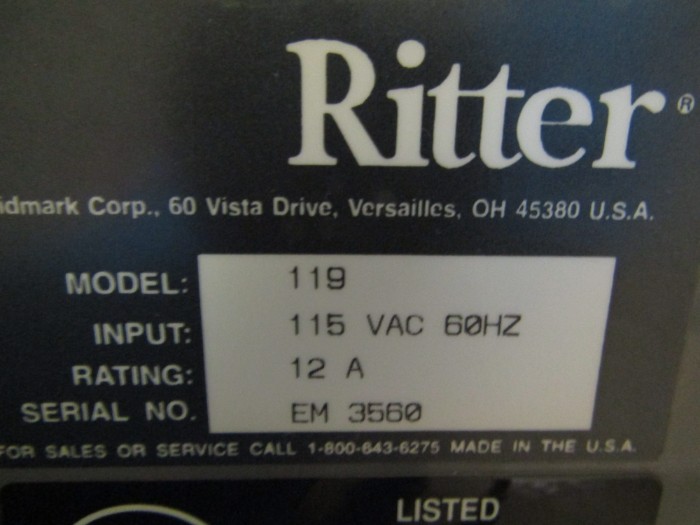 Ritter®
Corp., 60 Vista Drive, Versailles, OH 45380 U.S.A.
MODEL: 119
INPUT: 115 VAC 60HZ
RATING: 12 A
SERIAL NO. EM 3560
FOR SALES OR SERVICE CALL 1-800-643-6275 MADE IN THE U.S.A.
LISTED